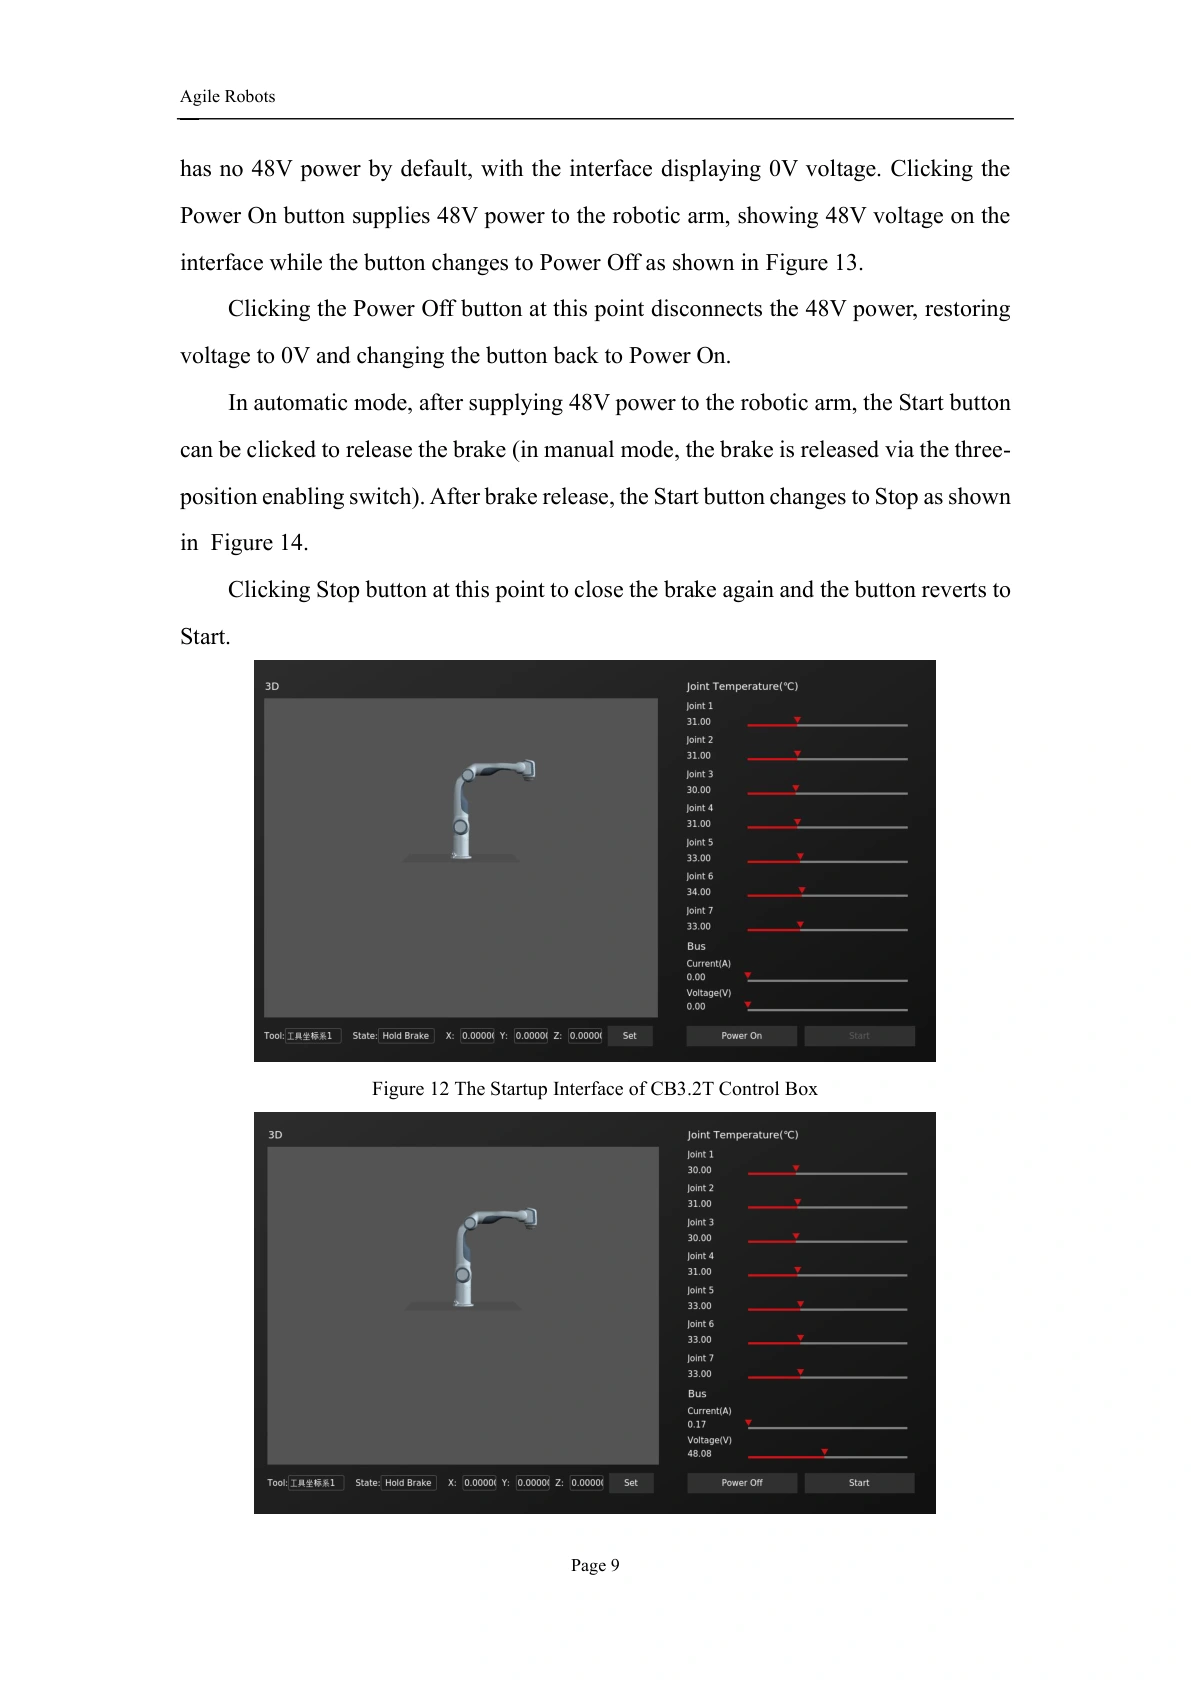 Agile Robots
has no 48V power by default, with the interface displaying 0V voltage. Clicking the
Power On button supplies 48V power to the robotic arm, showing 48V voltage on the
interface while the button changes to Power Off as shown in Figure 13.
Clicking the Power Off button at this point disconnects the 48V power, restoring
voltage to 0V and changing the button back to Power On.
In automatic mode, after supplying 48V power to the robotic arm, the Start button
can be clicked to release the brake (in manual mode, the brake is released via the three-
position enabling switch). After brake release, the Start button changes to Stop as shown
in  Figure 14.
Clicking Stop button at this point to close the brake again and the button reverts to
Start.
3D
Joint Temperature(℃)
Joint 1
31.00
Joint 2
31.00
Joint 3
30.00
Joint 4
31.00
Joint 5
33.00
Joint 6
34.00
Joint 7
33.00
Bus
Current(A)
0.00
Voltage(V)
0.00
Tool: 工具坐标系1 State: Hold Brake X: 0.0000 Y: 0.0000 Z: 0.0000 Set Power On Start
Figure 12 The Startup Interface of CB3.2T Control Box
3D
Joint Temperature(℃)
Joint 1
30.00
Joint 2
31.00
Joint 3
30.00
Joint 4
31.00
Joint 5
33.00
Joint 6
33.00
Joint 7
33.00
Bus
Current(A)
0.17
Voltage(V)
48.08
Tool: 工具坐标系1 State: Hold Brake X: 0.0000 Y: 0.0000 Z: 0.0000 Set Power Off Start
Page 9